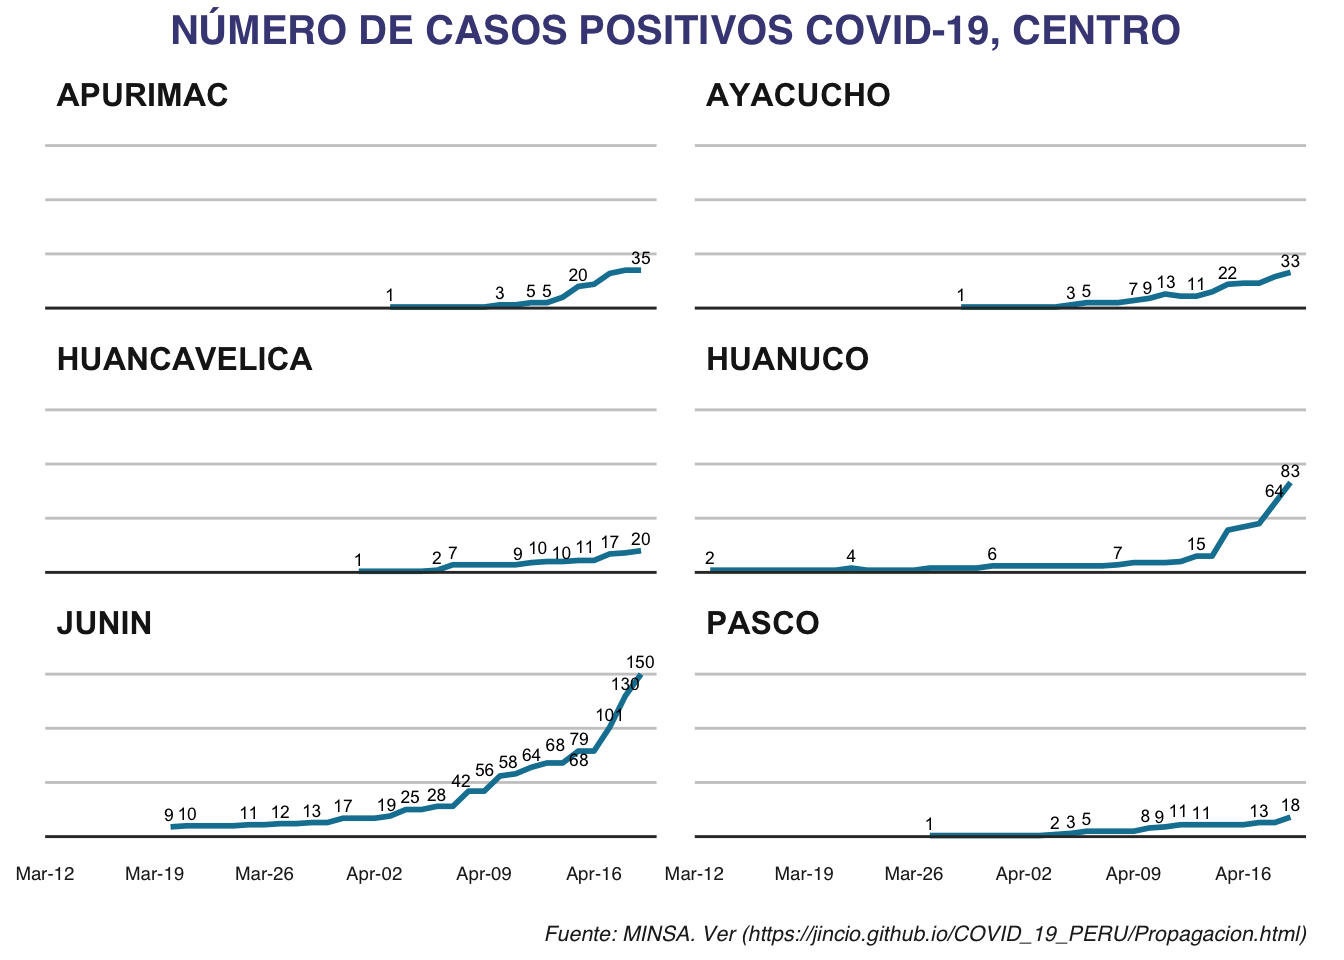 NÚMERO DE CASOS POSITIVOS COVID-19, CENTRO
APURIMAC
1 3 5 5 20 35
AYACUCHO
1 3 5 7 9 13 11 22 33
HUANCAVELICA
1 2 7 9 10 10 11 17 20
HUANUCO
2 4 6 7 15 64 83
JUNIN
9 10 11 12 13 17 19 25 28 42 56 58 64 68 68 79 101 130 150
PASCO
1 2 3 5 8 9 11 11 13 18
Mar-12 Mar-19 Mar-26 Apr-02 Apr-09 Apr-16 Mar-12 Mar-19 Mar-26 Apr-02 Apr-09 Apr-16
Fuente: MINSA. Ver (https://jincio.github.io/COVID_19_PERU/Propagacion.html)